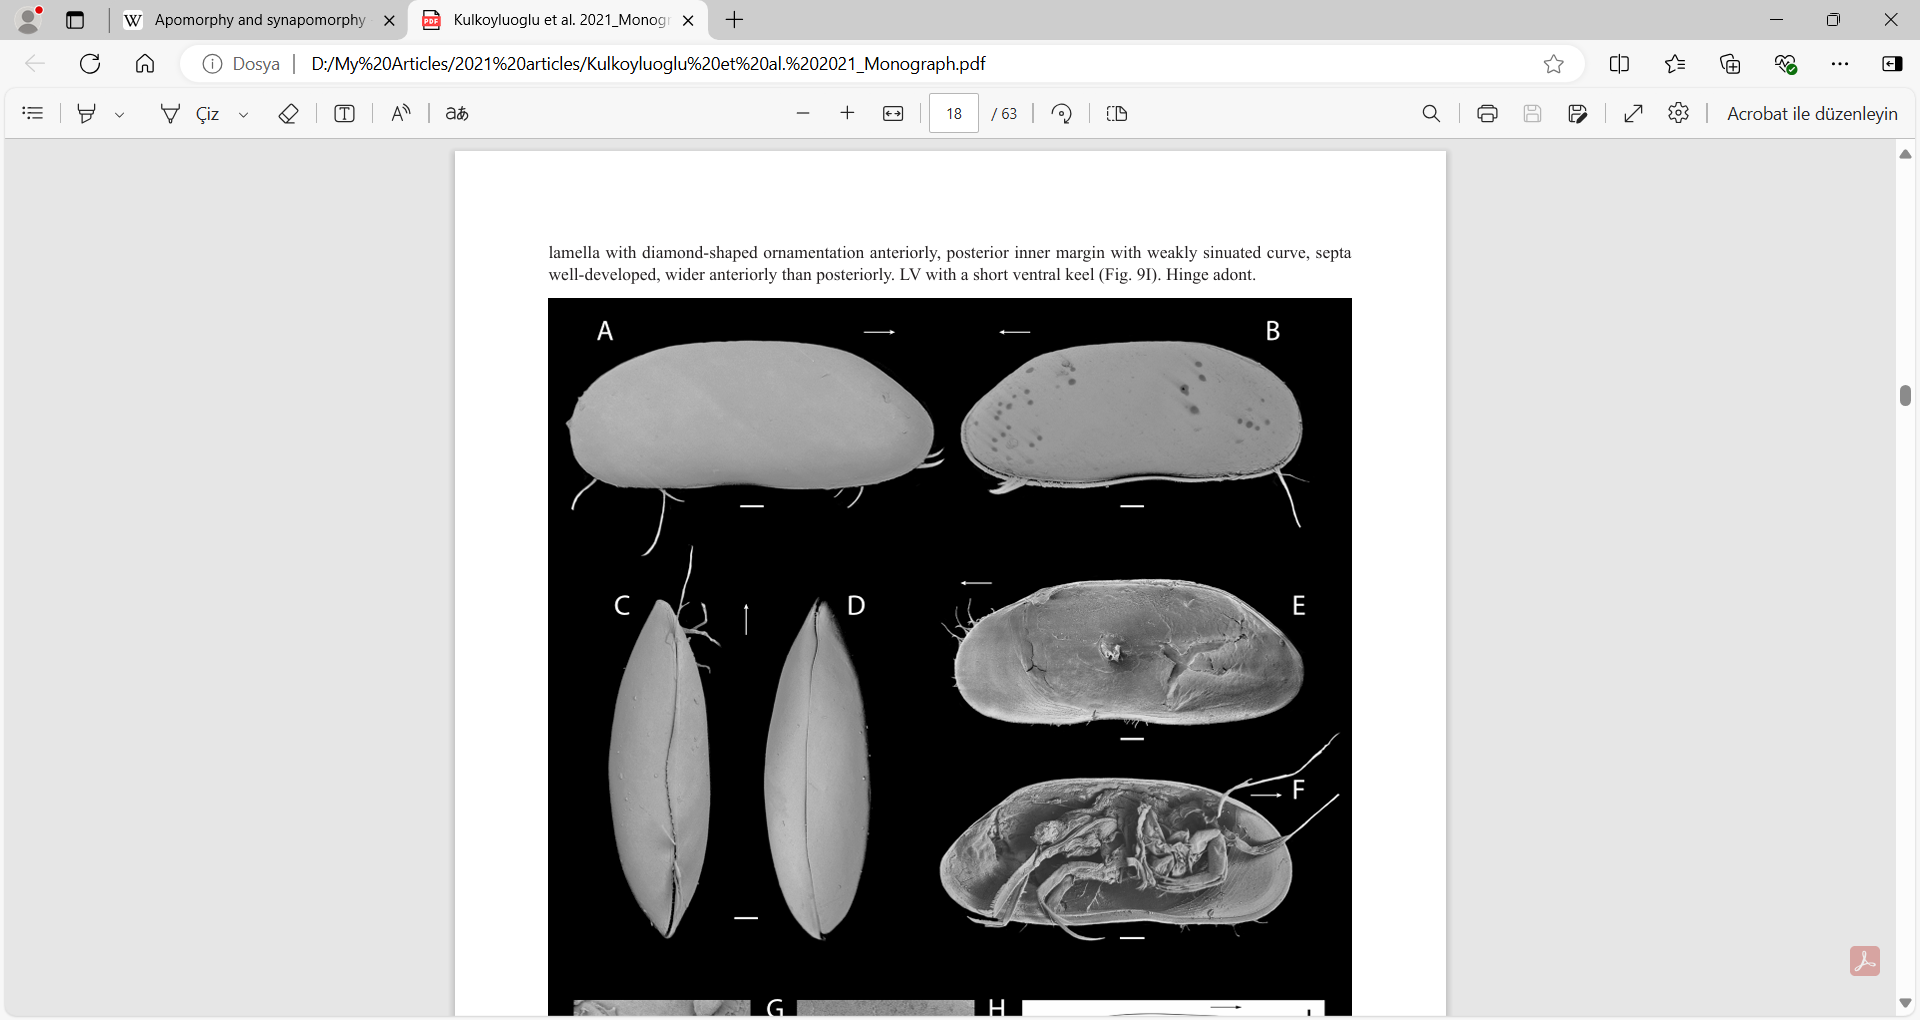 Apomorphy and synapomorphy
Kulkoyluoglu et al. 2021_Monogr
Dosya
D:/My%20Articles/2021%20articles/Kulkoyluoglu%20et%20al.%202021_Monograph.pdf
Çiz
18 / 63
Acrobat ile düzenleyin
lamella with diamond-shaped ornamentation anteriorly, posterior inner margin with weakly sinuated curve, septa
well-developed, wider anteriorly than posteriorly. LV with a short ventral keel (Fig. 9I). Hinge adont.
A
B
C
D
E
F
G
H